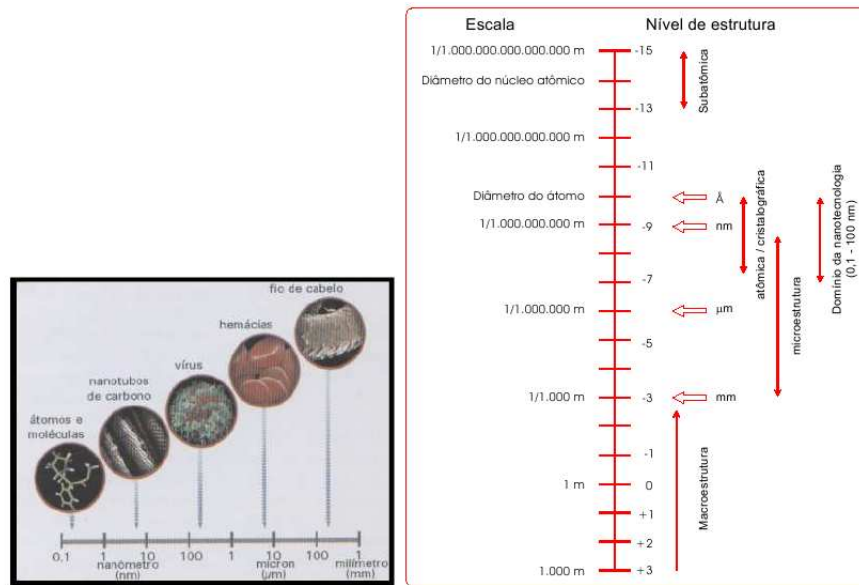 fio de cabelo
hemácias
vírus
nanotubos
de carbono
átomos e
moléculas
0,1 1 10 100 1 10 100 1
nanômetro
(nm)
mícron
(μm)
milímetro
(mm)
Escala
Nível de estrutura
1/1.000.000.000.000.000 m
-15
Diâmetro do núcleo atômico
-13
1/1.000.000.000.000 m
-11
Diâmetro do átomo
Å
1/1.000.000.000 m
-9
nm
-7
1/1.000.000 m
μm
-5
1/1.000 m
-3
mm
-1
1 m
0
+1
+2
1.000 m
+3
Subatômica
atômica / cristalográfica
Domínio da nanotecnologia
(0,1 - 100 nm)
microestrutura
Macroestrutura